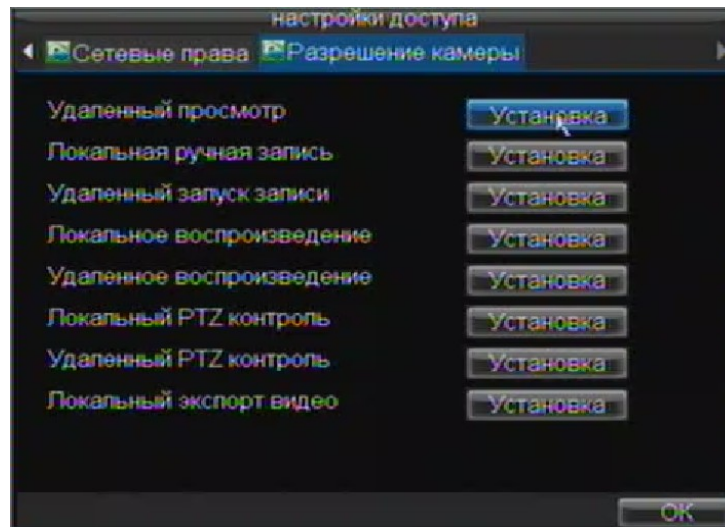 настройки доступа
Сетевые права Разрешение камеры
Удаленный просмотр Установка
Локальная ручная запись Установка
Удаленный запуск записи Установка
Локальное воспроизведение Установка
Удаленное воспроизведение Установка
Локальный PTZ контроль Установка
Удаленный PTZ контроль Установка
Локальный экспорт видео Установка
OK